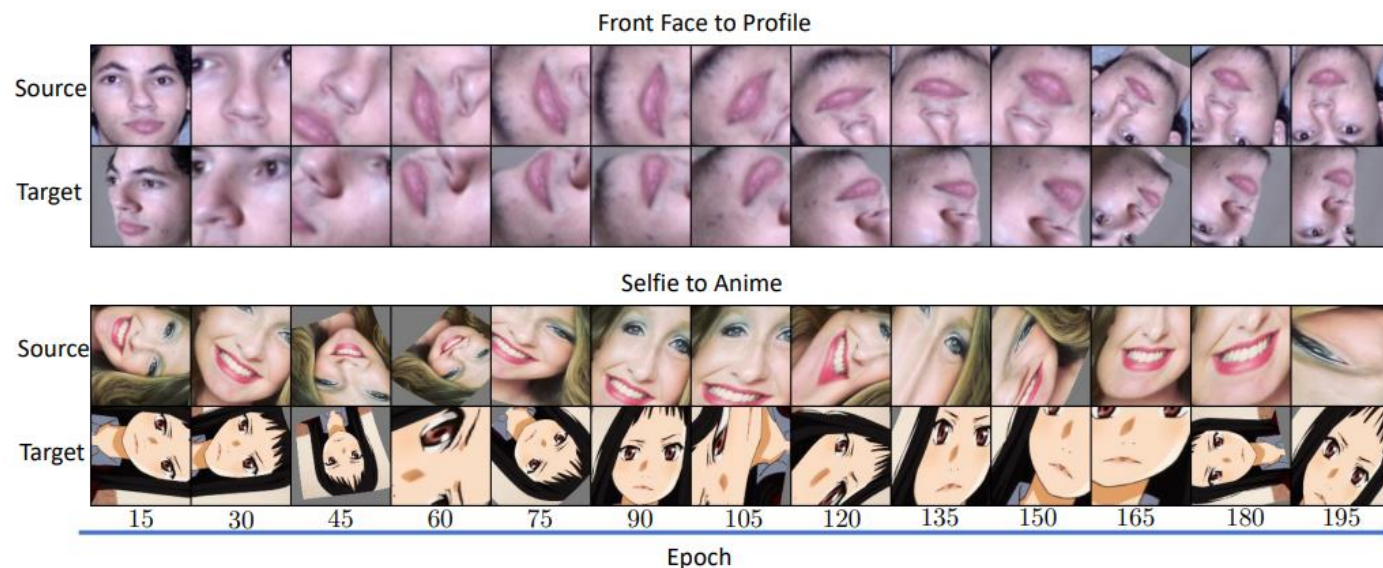 Front Face to Profile
Source
Target
Selfie to Anime
Source
Target
15 30 45 60 75 90 105 120 135 150 165 180 195
Epoch